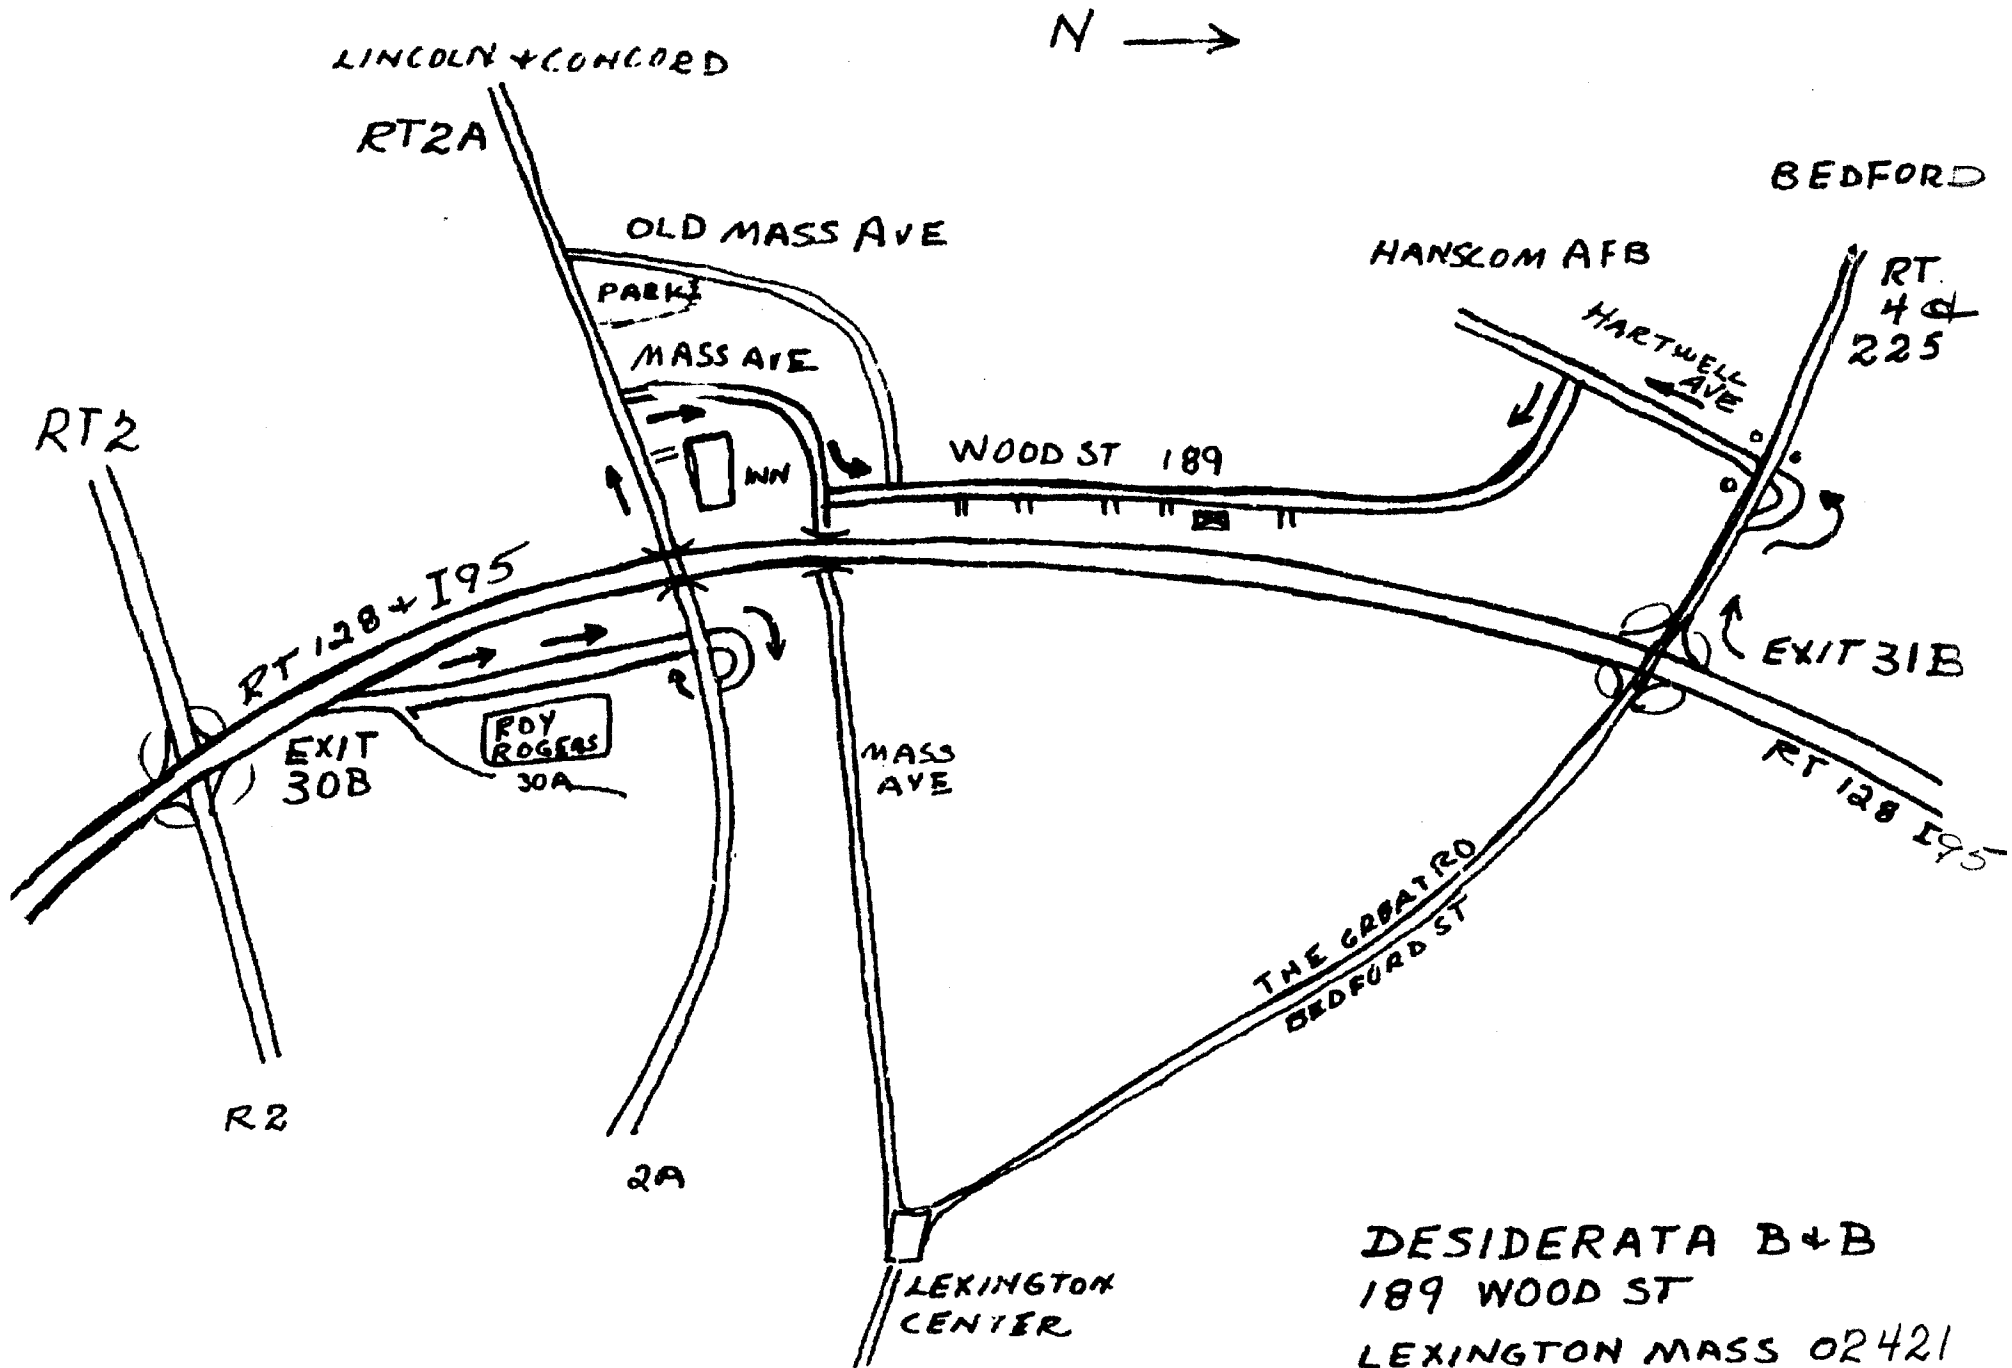 N
LINCOLN & CONCORD
RT2A
BEDFORD
OLD MASS AVE
HANSCOM AFB
RT.
4 &
225
PARK
HARTWELL
AVE
MASS AVE
RT2
INN
WOOD ST 189
RT 128 & I95
EXIT 31B
ROY
ROGERS
EXIT
30B
30A
MASS
AVE
RT 128 I95
THE GREAT RD
BEDFORD ST
R2
2A
LEXINGTON
CENTER
DESIDERATA B & B
189 WOOD ST
LEXINGTON MASS 02421